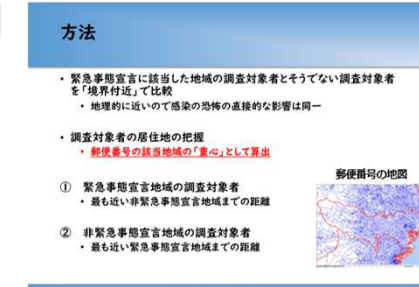 方法
・ 緊急事態宣言に該当した地域の調査対象者とそうでない調査対象者
を「境界付近」で比較
・ 地理的に近いので感染の恐怖の直接的な影響は同一
・ 調査対象者の居住地の把握
・ 郵便番号の該当地域の「重心」として算出
① 緊急事態宣言地域の調査対象者
・ 最も近い非緊急事態宣言地域までの距離
② 非緊急事態宣言地域の調査対象者
・ 最も近い緊急事態宣言地域までの距離
郵便番号の地図